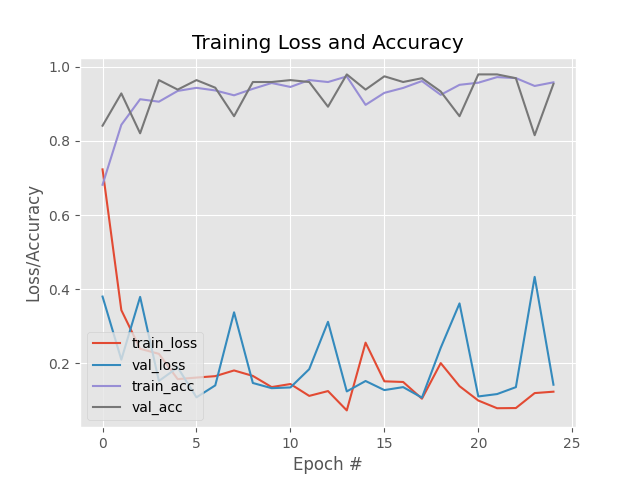 Training Loss and Accuracy
1.0
0.8
0.6
0.4
0.2
Loss/Accuracy
train_loss
val_loss
train_acc
val_acc
0 5 10 15 20 25
Epoch #